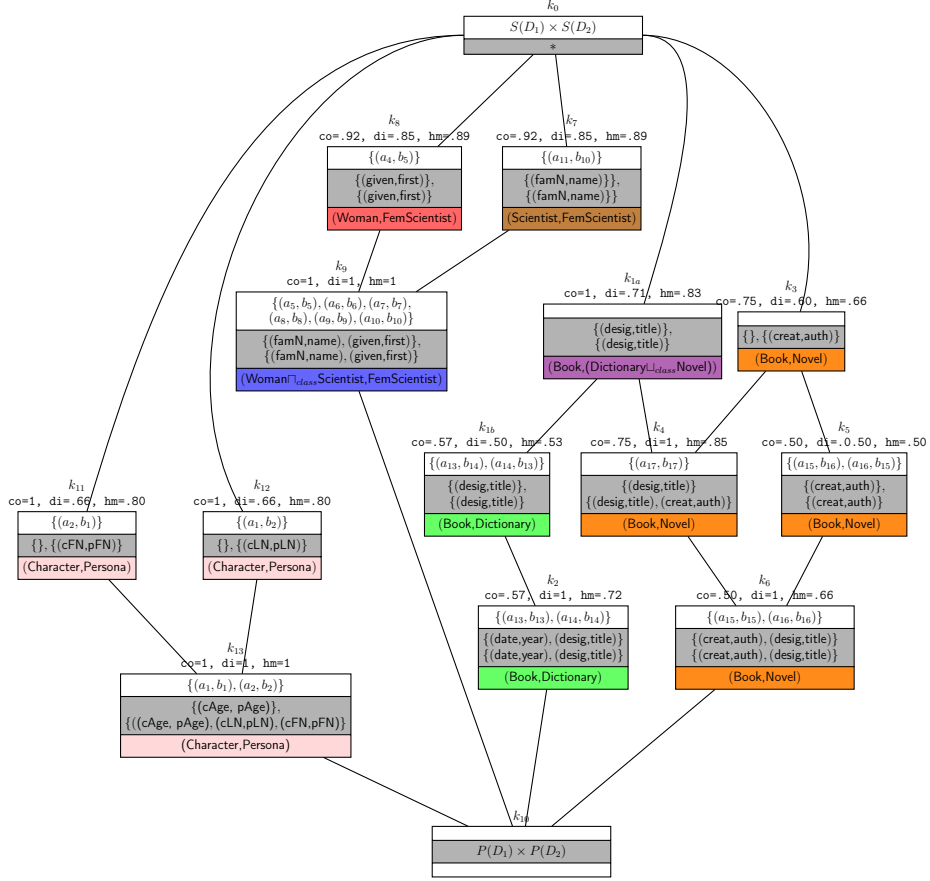 k₀
S(D₁) × S(D₂)
*
k₈
co=.92, di=.85, hm=.89
{(a₄, b₅)}
{(given,first)},
{(given,first)}
(Woman,FemScientist)
k₇
co=.92, di=.85, hm=.89
{(a₁₁, b₁₀)}
{(famN,name)}},
{(famN,name)}}
(Scientist,FemScientist)
k₉
co=1, di=1, hm=1
{(a₅, b₅), (a₆, b₆), (a₇, b₇),
(a₈, b₈), (a₉, b₉), (a₁₀, b₁₀)}
{(famN,name), (given,first)},
{(famN,name), (given,first)}
(Woman⊓_class Scientist,FemScientist)
k₁ₐ
co=1, di=.71, hm=.83
{(desig,title)},
{(desig,title)}
(Book,(Dictionary⊔_class Novel))
k₃
co=.75, di=.60, hm=.66
{}, {(creat,auth)}
(Book,Novel)
k₁b
co=.57, di=.50, hm=.53
{(a₁₃, b₁₄), (a₁₄, b₁₃)}
{(desig,title)},
{(desig,title)}
(Book,Dictionary)
k₄
co=.75, di=1, hm=.85
{(a₁₇, b₁₇)}
{(desig,title)}
{(desig,title), (creat,auth)}
(Book,Novel)
k₅
co=.50, di=.0.50, hm=.50
{(a₁₅, b₁₆), (a₁₆, b₁₅)}
{(creat,auth)},
{(creat,auth)}
(Book,Novel)
k₁₁
co=1, di=.66, hm=.80
{(a₂, b₁)}
{}, {(cFN,pFN)}
(Character,Persona)
k₁₂
co=1, di=.66, hm=.80
{(a₁, b₂)}
{}, {(cLN,pLN)}
(Character,Persona)
k₂
co=.57, di=1, hm=.72
{(a₁₃, b₁₃), (a₁₄, b₁₄)}
{(date,year), (desig,title)}
{(date,year), (desig,title)}
(Book,Dictionary)
k₆
co=.50, di=1, hm=.66
{(a₁₅, b₁₅), (a₁₆, b₁₆)}
{(creat,auth), (desig,title)}
{(creat,auth), (desig,title)}
(Book,Novel)
k₁₃
co=1, di=1, hm=1
{(a₁, b₁), (a₂, b₂)}
{(cAge, pAge)},
{((cAge, pAge), (cLN,pLN), (cFN,pFN)}
(Character,Persona)
k₁₀
P(D₁) × P(D₂)